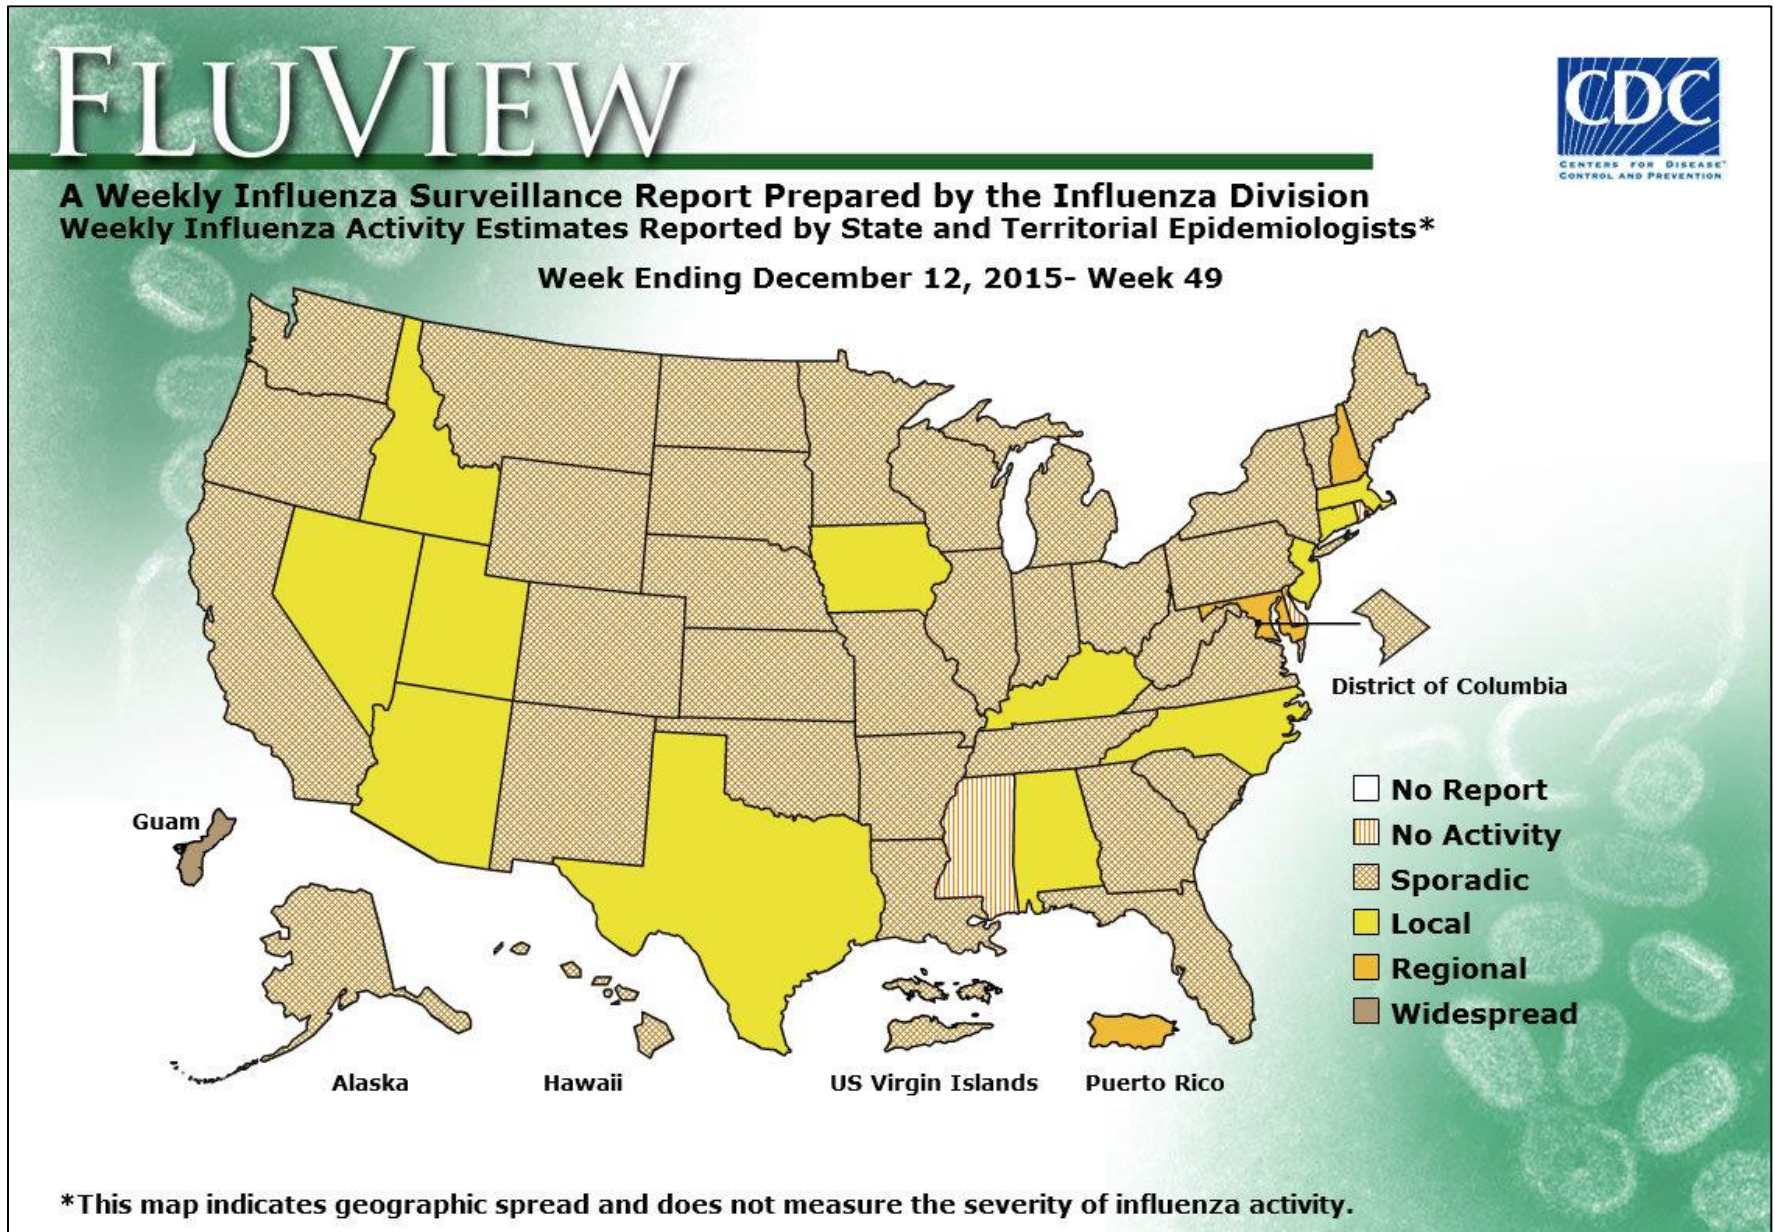 FLUVIEW
CDC
CENTERS FOR DISEASE™
CONTROL AND PREVENTION
A Weekly Influenza Surveillance Report Prepared by the Influenza Division
Weekly Influenza Activity Estimates Reported by State and Territorial Epidemiologists*
Week Ending December 12, 2015- Week 49
District of Columbia
Guam
No Report
No Activity
Sporadic
Local
Regional
Widespread
Alaska
Hawaii
US Virgin Islands
Puerto Rico
*This map indicates geographic spread and does not measure the severity of influenza activity.